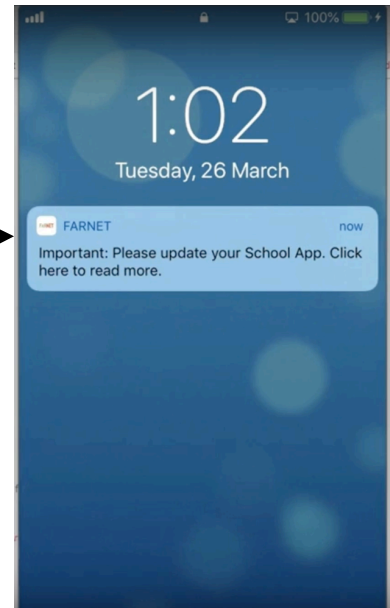 100%
1:02
Tuesday, 26 March
FARNET
now
Important: Please update your School App. Click
here to read more.